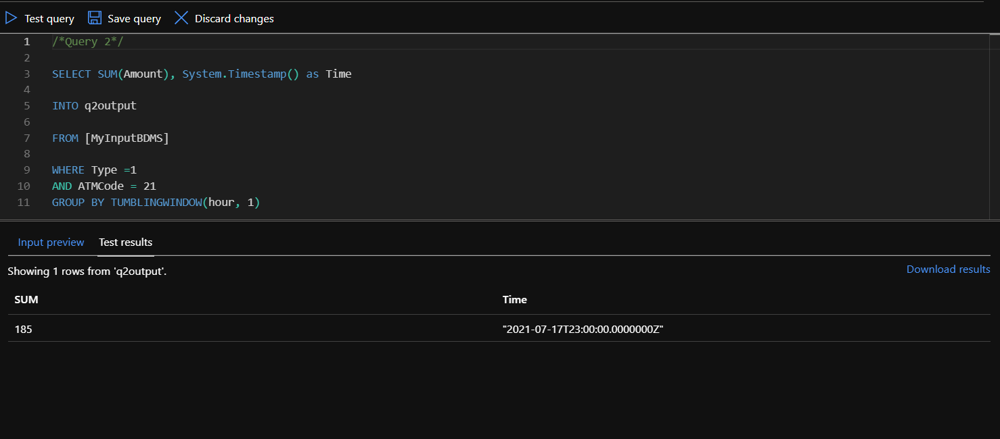 Test query Save query Discard changes
1 /*Query 2*/
2
3 SELECT SUM(Amount), System.Timestamp() as Time
4
5 INTO q2output
6
7 FROM [MyInputBDMS]
8
9 WHERE Type =1
10 AND ATMCode = 21
11 GROUP BY TUMBLINGWINDOW(hour, 1)
Input preview Test results
Showing 1 rows from 'q2output'. Download results
SUM Time
185 "2021-07-17T23:00:00.0000000Z"